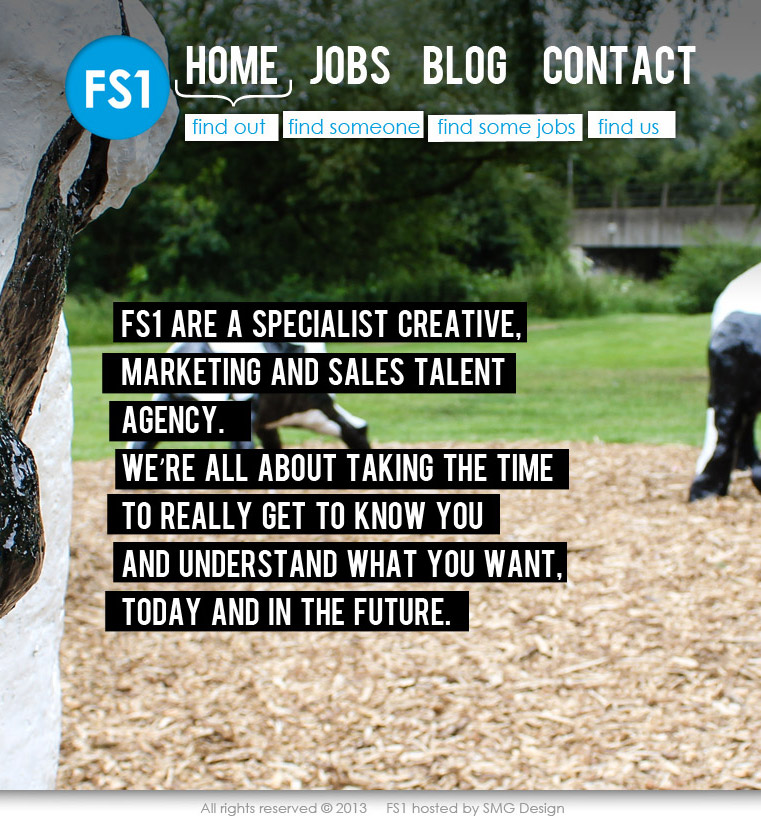 FS1
HOME JOBS BLOG CONTACT
find out find someone find some jobs find us
FS1 ARE A SPECIALIST CREATIVE,
MARKETING AND SALES TALENT
AGENCY.
WE'RE ALL ABOUT TAKING THE TIME
TO REALLY GET TO KNOW YOU
AND UNDERSTAND WHAT YOU WANT,
TODAY AND IN THE FUTURE.
All rights reserved © 2013 FS1 hosted by SMG Design